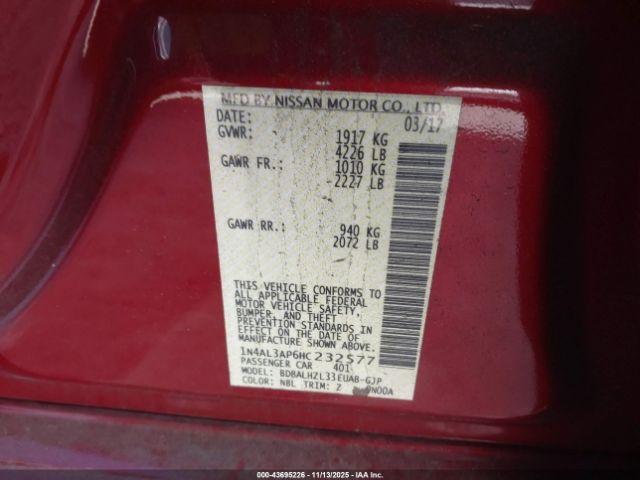 MFD BY NISSAN MOTOR CO., LTD.
DATE: 03/17
GVWR: 1917 KG
4226 LB
GAWR FR.: 1010 KG
2227 LB
GAWR RR.: 940 KG
2072 LB
THIS VEHICLE CONFORMS TO
ALL APPLICABLE FEDERAL
MOTOR VEHICLE SAFETY,
BUMPER, AND THEFT
PREVENTION STANDARDS IN
EFFECT ON THE DATE OF
MANUFACTURE SHOWN ABOVE.
1N4AL3AP6HC232577
PASSENGER CAR 401
MODEL: BDBALHZL33EUAB-GJP
COLOR: NBL TRIM: Z
000-43695226 - 11/13/2025 - IAA Inc.